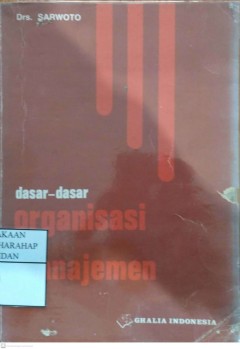 Drs. SARWOTO
dasar-dasar
organisasi
AKAAN
HARAHAP
DAN
najemen
GHALIA INDONESIA